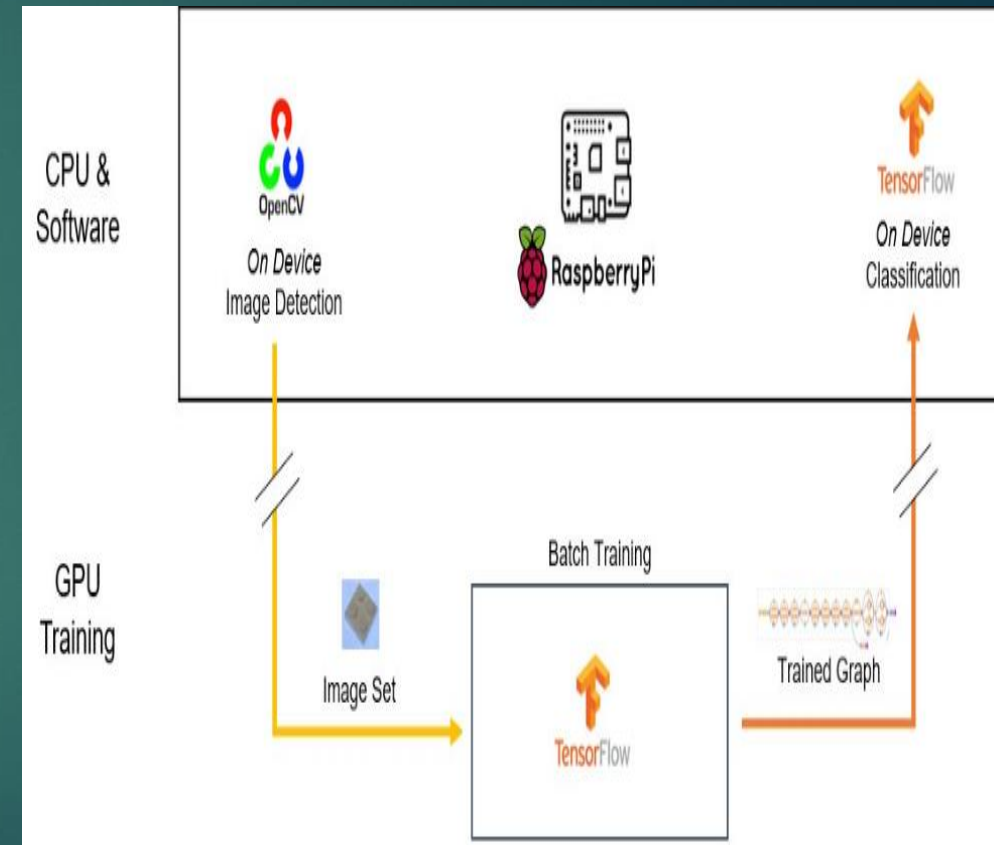 CPU &
Software
OpenCV
On Device
Image Detection
RaspberryPi
TensorFlow
On Device
Classification
GPU
Training
Image Set
Batch Training
TensorFlow
Trained Graph